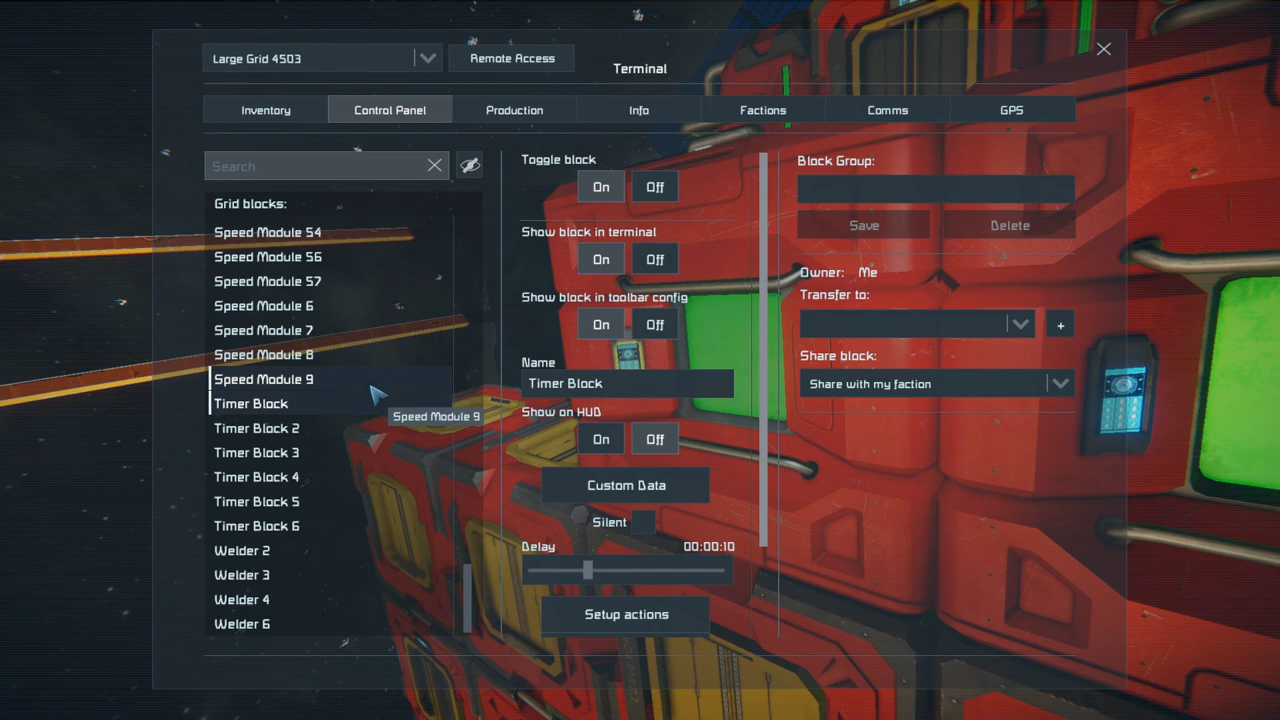 Large Grid 4503
Remote Access
Terminal
Inventory
Control Panel
Production
Info
Factions
Comms
GPS
Search
Grid blocks:
Speed Module 54
Speed Module 56
Speed Module 57
Speed Module 6
Speed Module 7
Speed Module 8
Speed Module 9
Timer Block
Timer Block 2
Timer Block 3
Timer Block 4
Timer Block 5
Timer Block 6
Welder 2
Welder 3
Welder 4
Welder 6
Speed Module 9
Toggle block
On Off
Show block in terminal
On Off
Show block in toolbar config
On Off
Name
Timer Block
Show on HUD
On Off
Custom Data
Silent
Delay 00:00:10
Setup actions
Block Group:
Save Delete
Owner: Me
Transfer to:
+
Share block:
Share with my faction